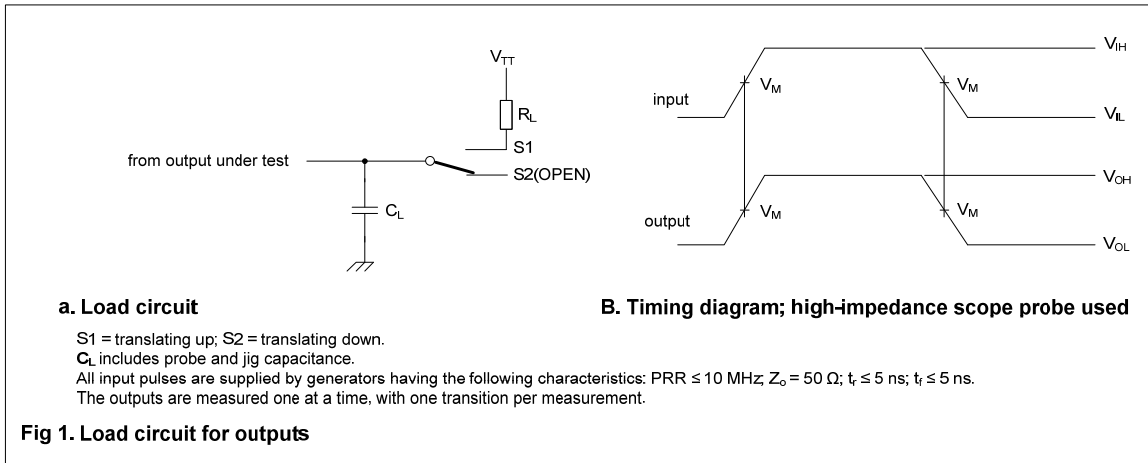 V_TT
R_L
S1
from output under test
S2(OPEN)
C_L
V_IH
input
V_M
V_M
V_IL
V_OH
output
V_M
V_M
V_OL
a. Load circuit
B. Timing diagram; high-impedance scope probe used
S1 = translating up; S2 = translating down.
C_L includes probe and jig capacitance.
All input pulses are supplied by generators having the following characteristics: PRR ≤ 10 MHz; Z_o = 50 Ω; t_r ≤ 5 ns; t_f ≤ 5 ns.
The outputs are measured one at a time, with one transition per measurement.
Fig 1. Load circuit for outputs